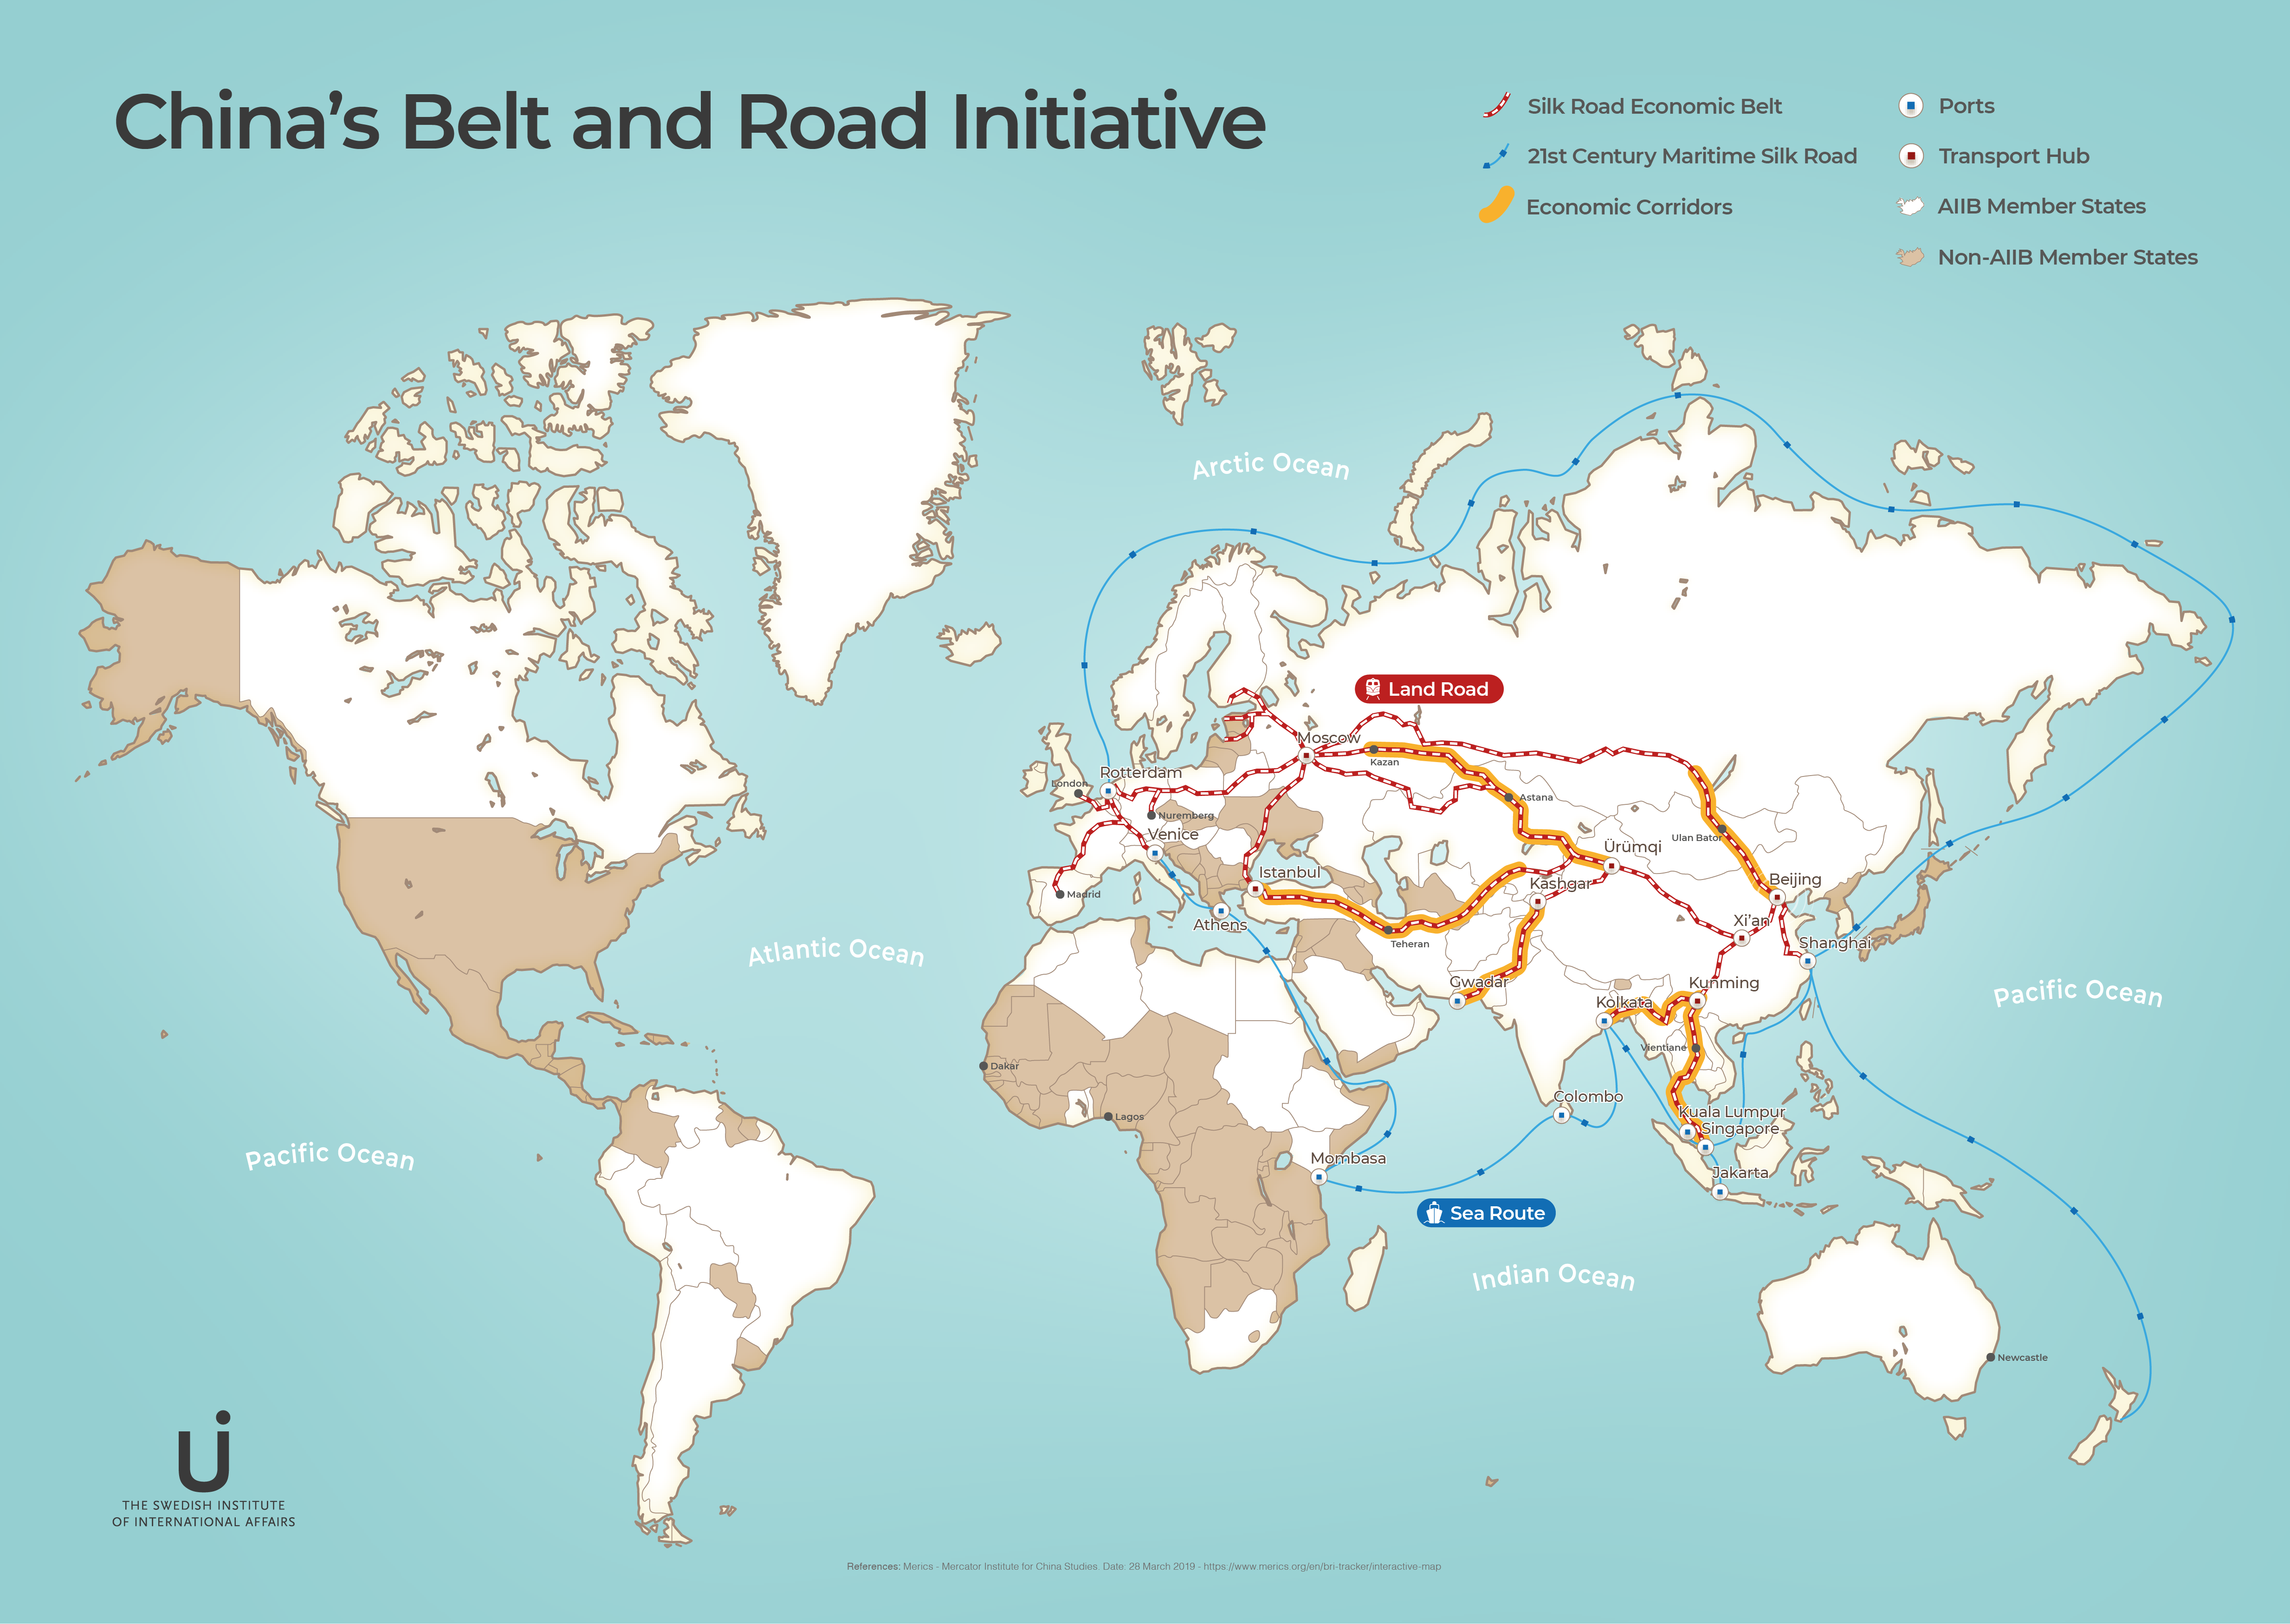 China's Belt and Road Initiative
Silk Road Economic Belt
21st Century Maritime Silk Road
Economic Corridors
Ports
Transport Hub
AIIB Member States
Non-AIIB Member States
Arctic Ocean
Land Road
Moscow
Kazan
Rotterdam
London
Astana
Nuremberg
Venice
Ulan Bator
Ürümqi
Istanbul
Kashgar
Beijing
Madrid
Athens
Xi'an
Teheran
Shanghai
Atlantic Ocean
Gwadar
Kunming
Kolkata
Pacific Ocean
Vientiane
Dakar
Colombo
Lagos
Kuala Lumpur
Singapore
Pacific Ocean
Mombasa
Jakarta
Sea Route
Indian Ocean
Newcastle
ui
THE SWEDISH INSTITUTE
OF INTERNATIONAL AFFAIRS
References: Merics - Mercator Institute for China Studies. Date: 28 March 2019 - https://www.merics.org/en/bri-tracker/interactive-map